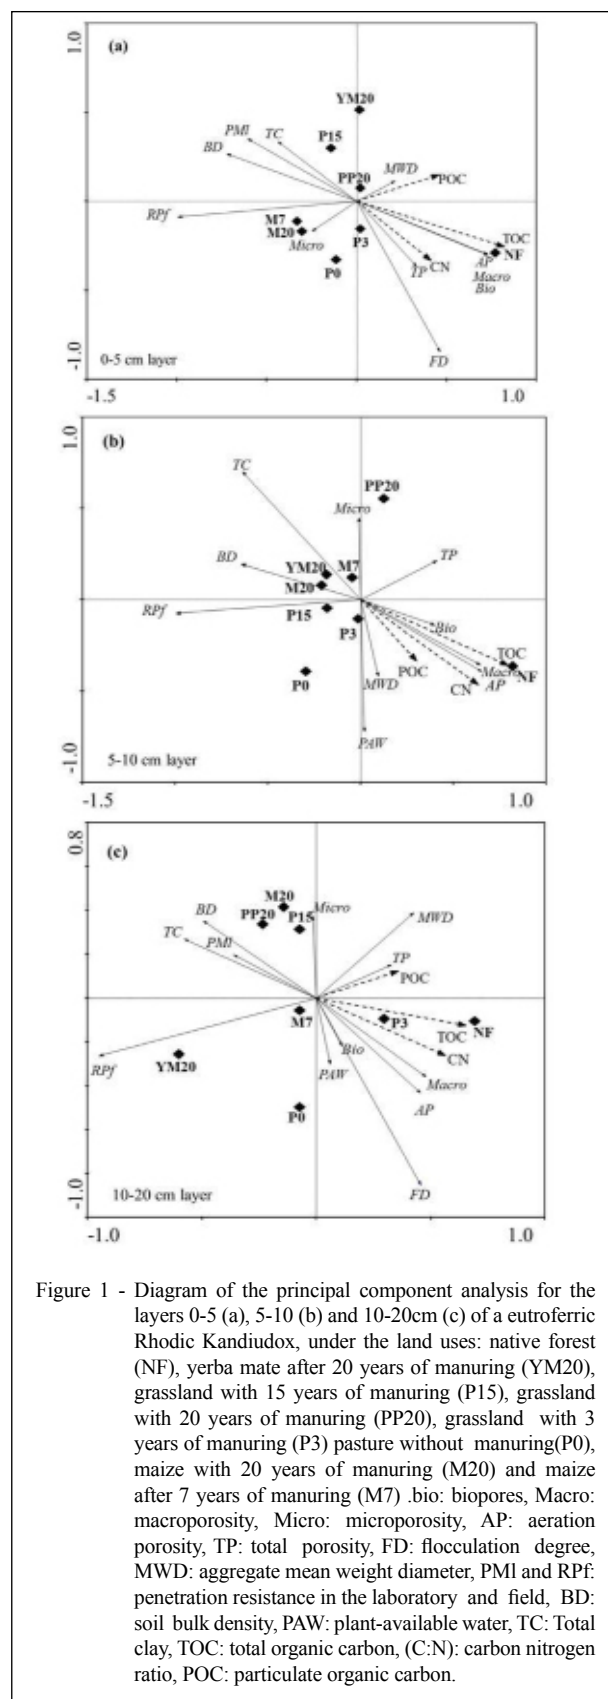 1.0
(a)
YM20
P15
PMl
TC
BD
MWD
PP20
POC
RPf
M7
M20
Micro
P3
TOC
NF
P0
TP
CN
AP
Macro
Bio
FD
0-5 cm layer
-1.0
-1.5
1.0
1.0
(b)
TC
PP20
Micro
BD
YM20
M7
TP
M20
RPf
P15
P3
Bio
TOC
P0
MWD
POC
Macro
NF
CN
AP
PAW
5-10 cm layer
-1.0
-1.5
1.0
0.8
(c)
M20
BD
PP20
P15
Micro
MWD
TC
PMl
TP
POC
M7
P3
NF
TOC
RPf
YM20
Bio
CN
PAW
Macro
P0
AP
FD
10-20 cm layer
-1.0
-1.0
1.0
Figure 1 - Diagram of the principal component analysis for the
layers 0-5 (a), 5-10 (b) and 10-20cm (c) of a eutroferric
Rhodic Kandiudox, under the land uses: native forest
(NF), yerba mate after 20 years of manuring (YM20),
grassland with 15 years of manuring (P15), grassland
with 20 years of manuring (PP20), grassland with 3
years of manuring (P3) pasture without manuring(P0),
maize with 20 years of manuring (M20) and maize
after 7 years of manuring (M7) .bio: biopores, Macro:
macroporosity, Micro: microporosity, AP: aeration
porosity, TP: total porosity, FD: flocculation degree,
MWD: aggregate mean weight diameter, PMl and RPf:
penetration resistance in the laboratory and field, BD:
soil bulk density, PAW: plant-available water, TC: Total
clay, TOC: total organic carbon, (C:N): carbon nitrogen
ratio, POC: particulate organic carbon.